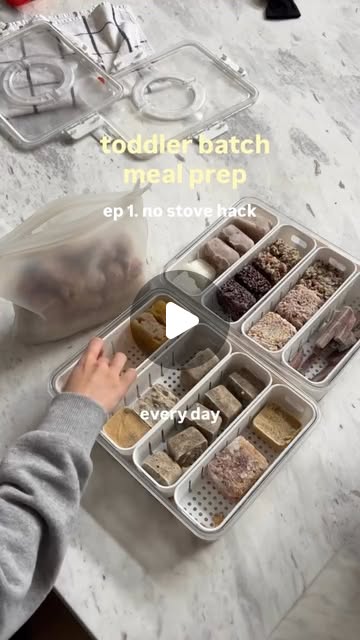 toddler batch
meal prep
ep 1. no stove hack
every day